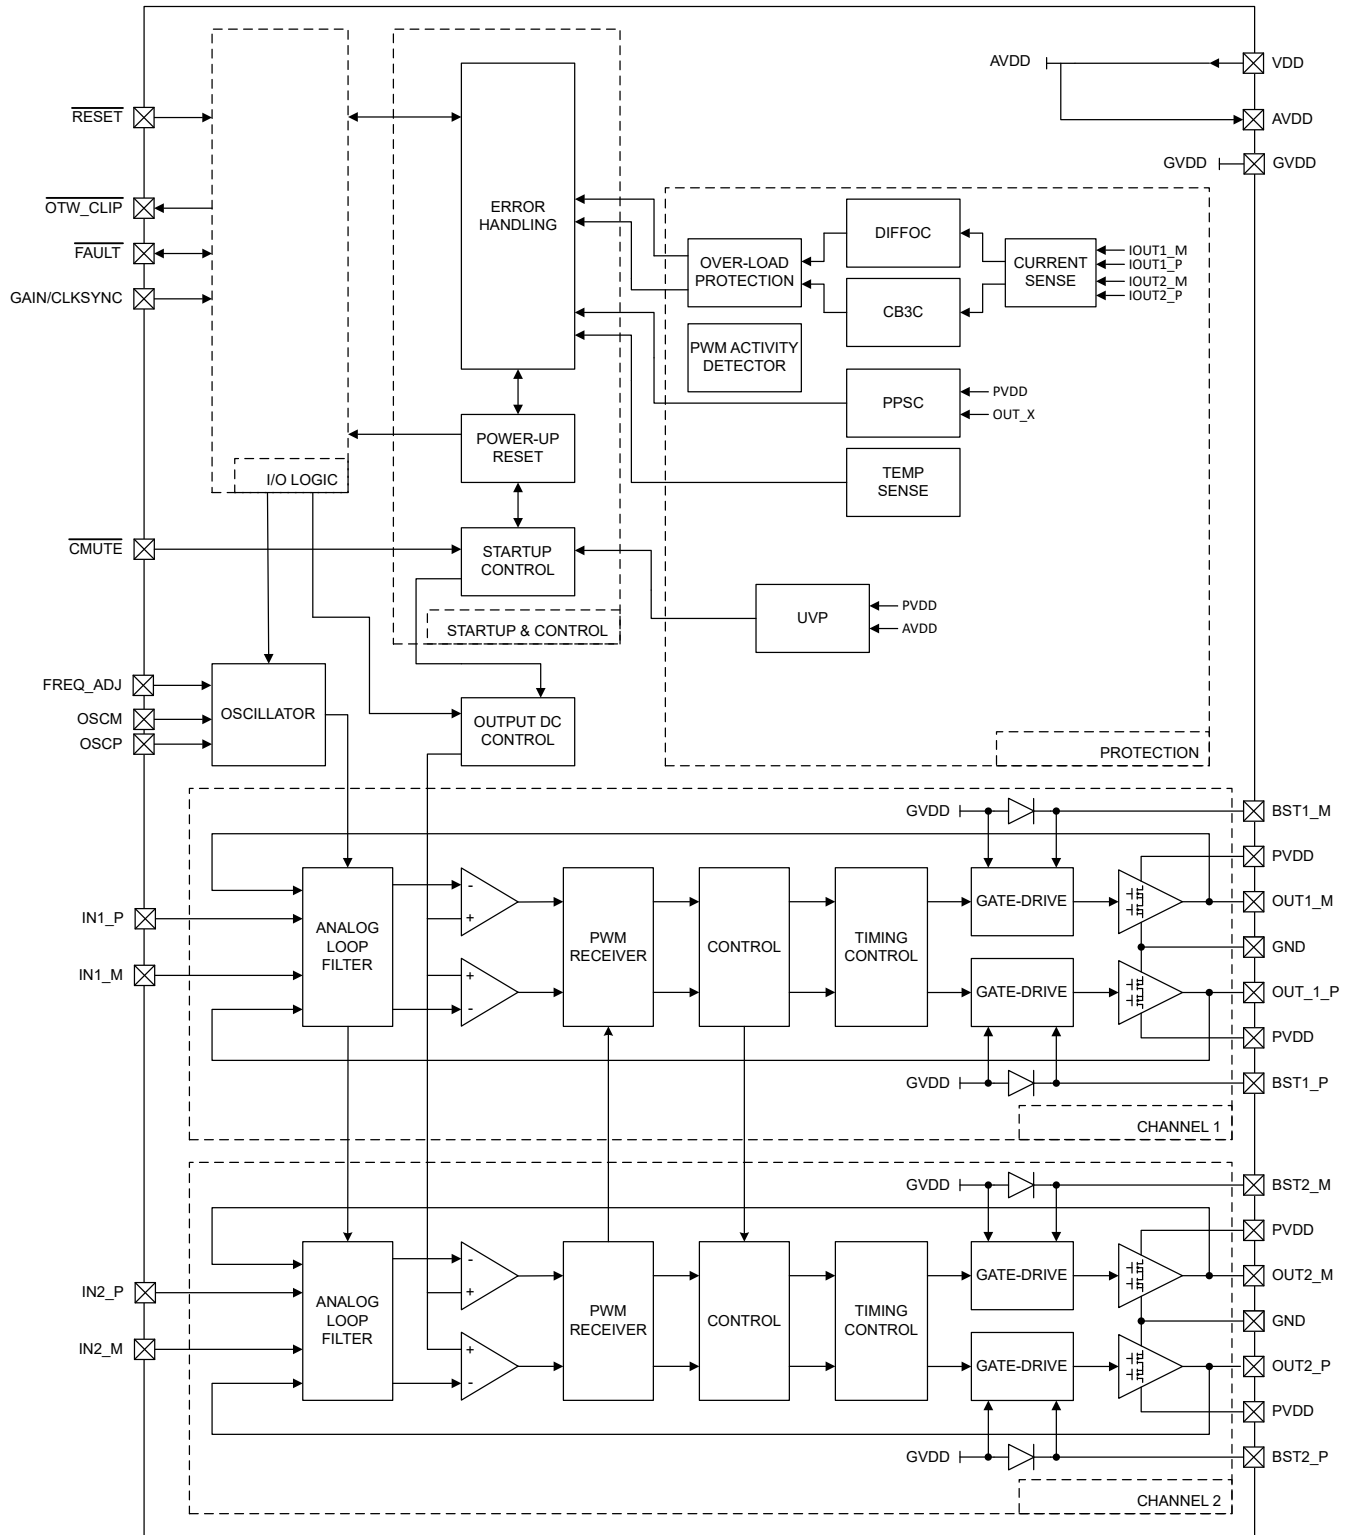 AVDD
VDD
RESET
AVDD
GVDD
GVDD
OTW_CLIP
FAULT
GAIN/CLKSYNC
ERROR
HANDLING
OVER-LOAD
PROTECTION
DIFFOC
CURRENT
SENSE
IOUT1_M
IOUT1_P
IOUT2_M
IOUT2_P
CB3C
PWM ACTIVITY
DETECTOR
PPSC
PVDD
OUT_X
POWER-UP
RESET
I/O LOGIC
TEMP
SENSE
CMUTE
STARTUP
CONTROL
STARTUP & CONTROL
UVP
PVDD
AVDD
FREQ_ADJ
OSCM
OSCP
OSCILLATOR
OUTPUT DC
CONTROL
PROTECTION
GVDD
BST1_M
PVDD
IN1_P
IN1_M
ANALOG
LOOP
FILTER
-
+
+
-
PWM
RECEIVER
CONTROL
TIMING
CONTROL
GATE-DRIVE
GATE-DRIVE
OUT1_M
GND
OUT_1_P
PVDD
GVDD
BST1_P
CHANNEL 1
GVDD
BST2_M
PVDD
IN2_P
IN2_M
ANALOG
LOOP
FILTER
-
+
+
-
PWM
RECEIVER
CONTROL
TIMING
CONTROL
GATE-DRIVE
GATE-DRIVE
OUT2_M
GND
OUT2_P
PVDD
GVDD
BST2_P
CHANNEL 2